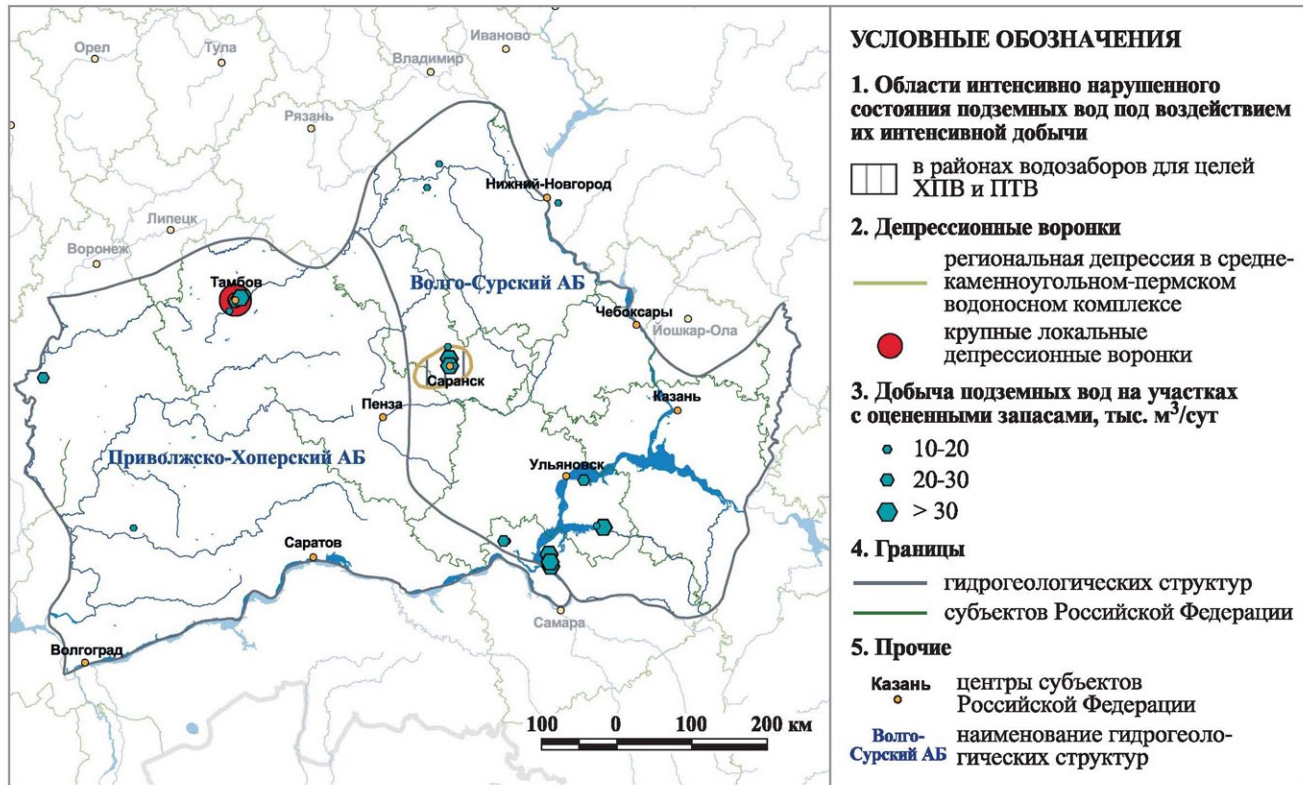 Орел
Тула
Владимир
Иваново
Рязань
Нижний-Новгород
Липецк
Воронеж
Тамбов
Волго-Сурский АБ
Чебоксары
Йошкар-Ола
Саранск
Пенза
Казань
Приволжско-Хоперский АБ
Ульяновск
Саратов
Самара
Волгоград
100 0 100 200 км
УСЛОВНЫЕ ОБОЗНАЧЕНИЯ
1. Области интенсивно нарушенного
состояния подземных вод под воздействием
их интенсивной добычи
в районах водозаборов для целей
ХПВ и ПТВ
2. Депрессионные воронки
региональная депрессия в средне-
каменноугольном-пермском
водоносном комплексе
крупные локальные
депрессионные воронки
3. Добыча подземных вод на участках
с оцененными запасами, тыс. м³/сут
10-20
20-30
> 30
4. Границы
гидрогеологических структур
субъектов Российской Федерации
5. Прочие
Казань центры субъектов
Российской Федерации
Волго- наименование гидрогеоло-
Сурский АБ гических структур